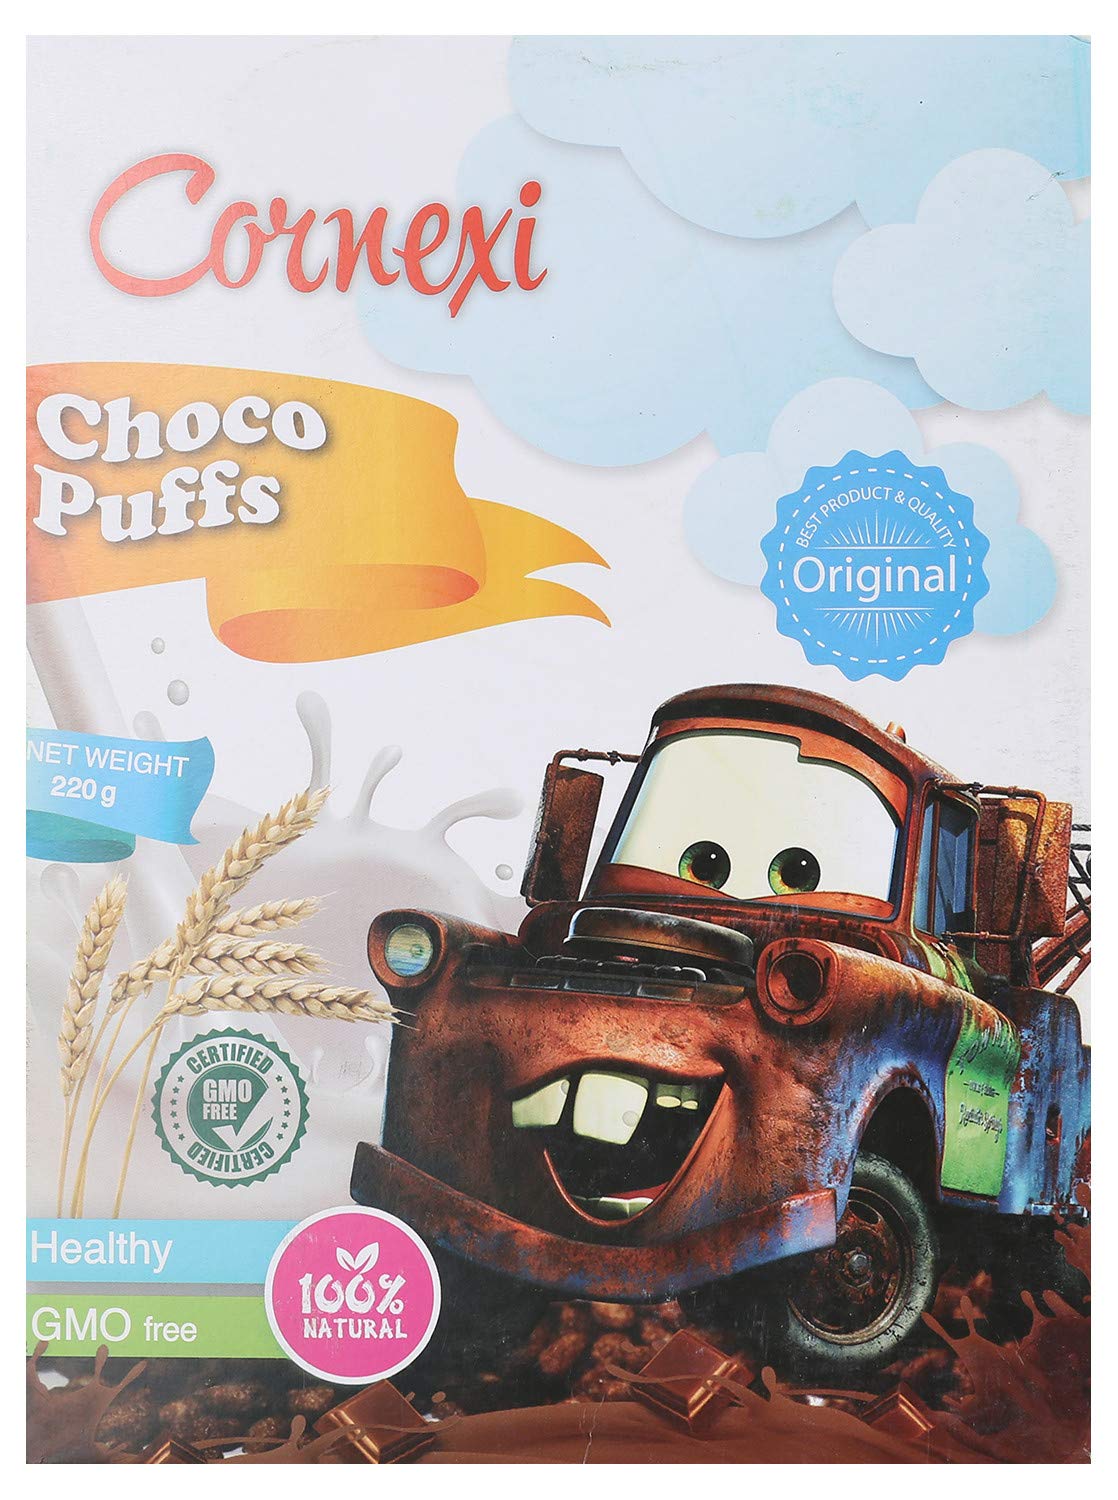 Cornexi
Choco
Puffs
BEST PRODUCT & QUALITY
Original
NET WEIGHT
220 g
CERTIFIED
GMO
FREE
CERTIFIED
Healthy
GMO free
100%
NATURAL